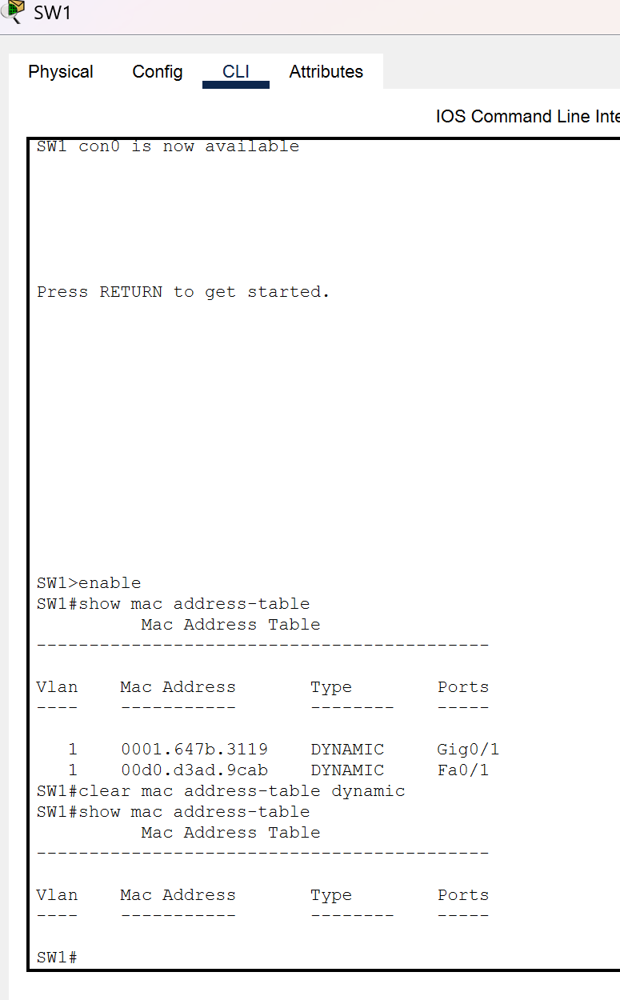 SW1
Physical Config CLI Attributes
IOS Command Line Inte
SW1 con0 is now available
Press RETURN to get started.
SW1>enable
SW1#show mac address-table
          Mac Address Table
-------------------------------------------
Vlan    Mac Address       Type        Ports
----    -----------       --------    -----
   1    0001.647b.3119    DYNAMIC     Gig0/1
   1    00d0.d3ad.9cab    DYNAMIC     Fa0/1
SW1#clear mac address-table dynamic
SW1#show mac address-table
          Mac Address Table
-------------------------------------------
Vlan    Mac Address       Type        Ports
----    -----------       --------    -----
SW1#